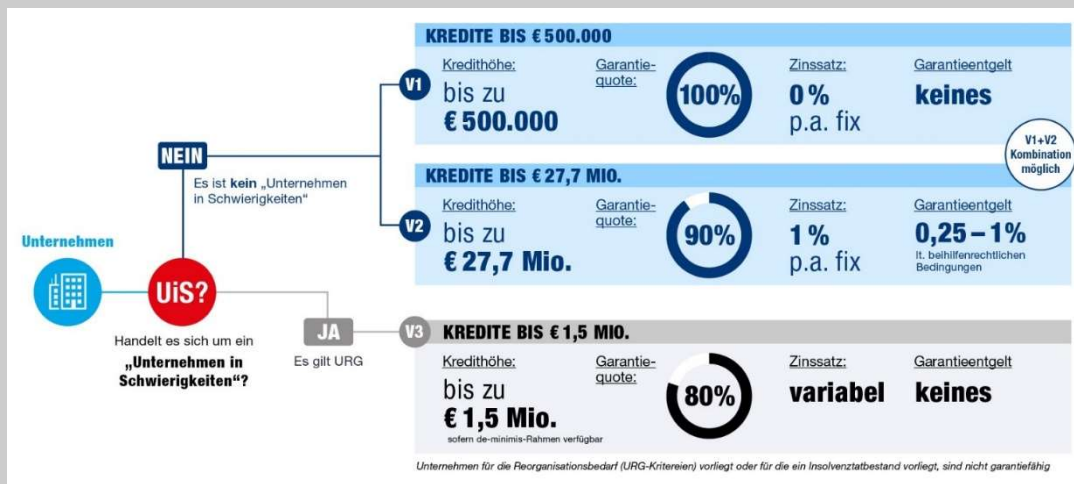 KREDITE BIS € 500.000
Kredithöhe:
bis zu
€ 500.000
Garantie-
quote:
100%
Zinssatz:
0 %
p.a. fix
Garantieentgelt
keines
V1
V1+V2
Kombination
möglich
NEIN
Es ist kein „Unternehmen
in Schwierigkeiten“
KREDITE BIS € 27,7 MIO.
Kredithöhe:
bis zu
€ 27,7 Mio.
Garantie-
quote:
90%
Zinssatz:
1 %
p.a. fix
Garantieentgelt
0,25 – 1%
lt. beihilfenrechtlichen
Bedingungen
V2
Unternehmen
UiS?
Handelt es sich um ein
„Unternehmen in
Schwierigkeiten“?
JA
Es gilt URG
V3
KREDITE BIS € 1,5 MIO.
Kredithöhe:
bis zu
€ 1,5 Mio.
sofern de-minimis-Rahmen verfügbar
Garantie-
quote:
80%
Zinssatz:
variabel
Garantieentgelt
keines
Unternehmen für die Reorganisationsbedarf (URG-Kritereien) vorliegt oder für die ein Insolvenztatbestand vorliegt, sind nicht garantiefähig